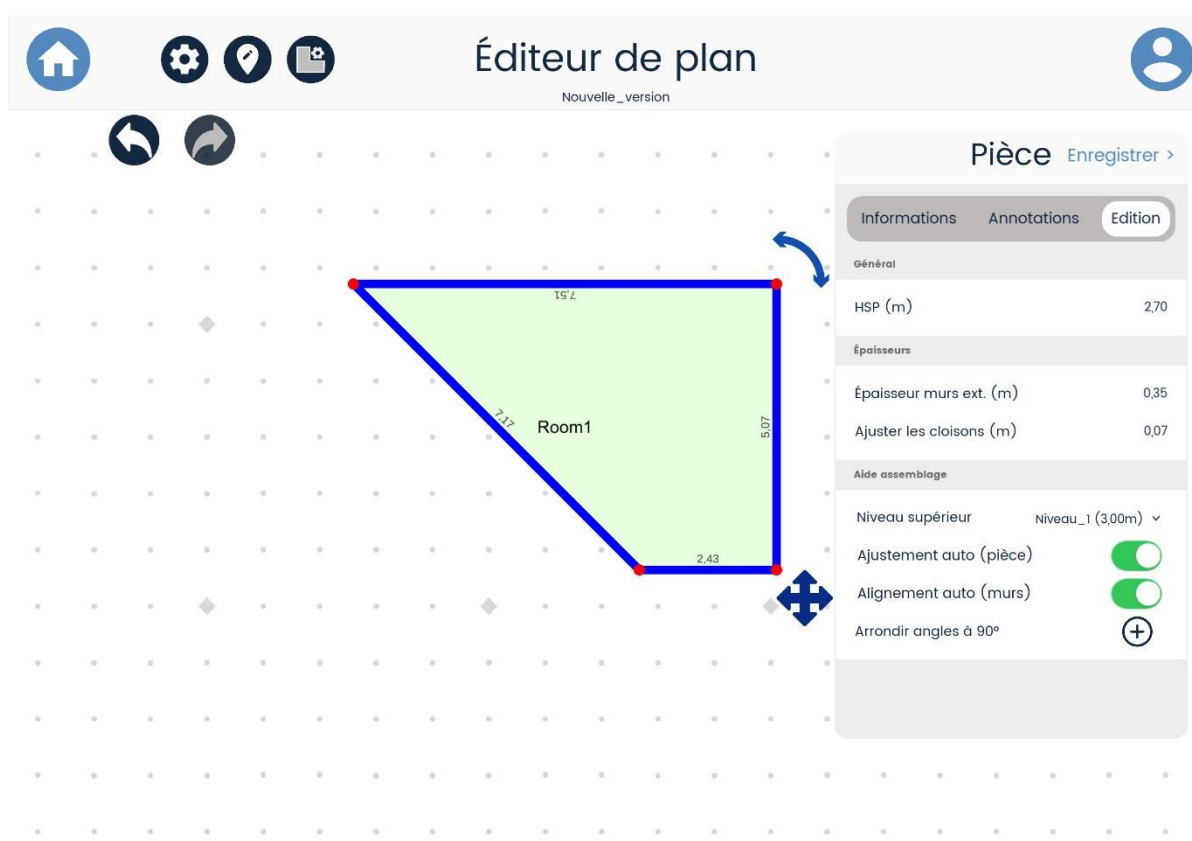 Éditeur de plan
Nouvelle_version
Pièce Enregistrer >
Informations Annotations Edition
Général
HSP (m) 2,70
Épaisseurs
Épaisseur murs ext. (m) 0,35
Ajuster les cloisons (m) 0,07
Aide assemblage
Niveau supérieur Niveau_1 (3,00m)
Ajustement auto (pièce)
Alignement auto (murs)
Arrondir angles à 90°
7,51
7,17
Room1
5,07
2,43